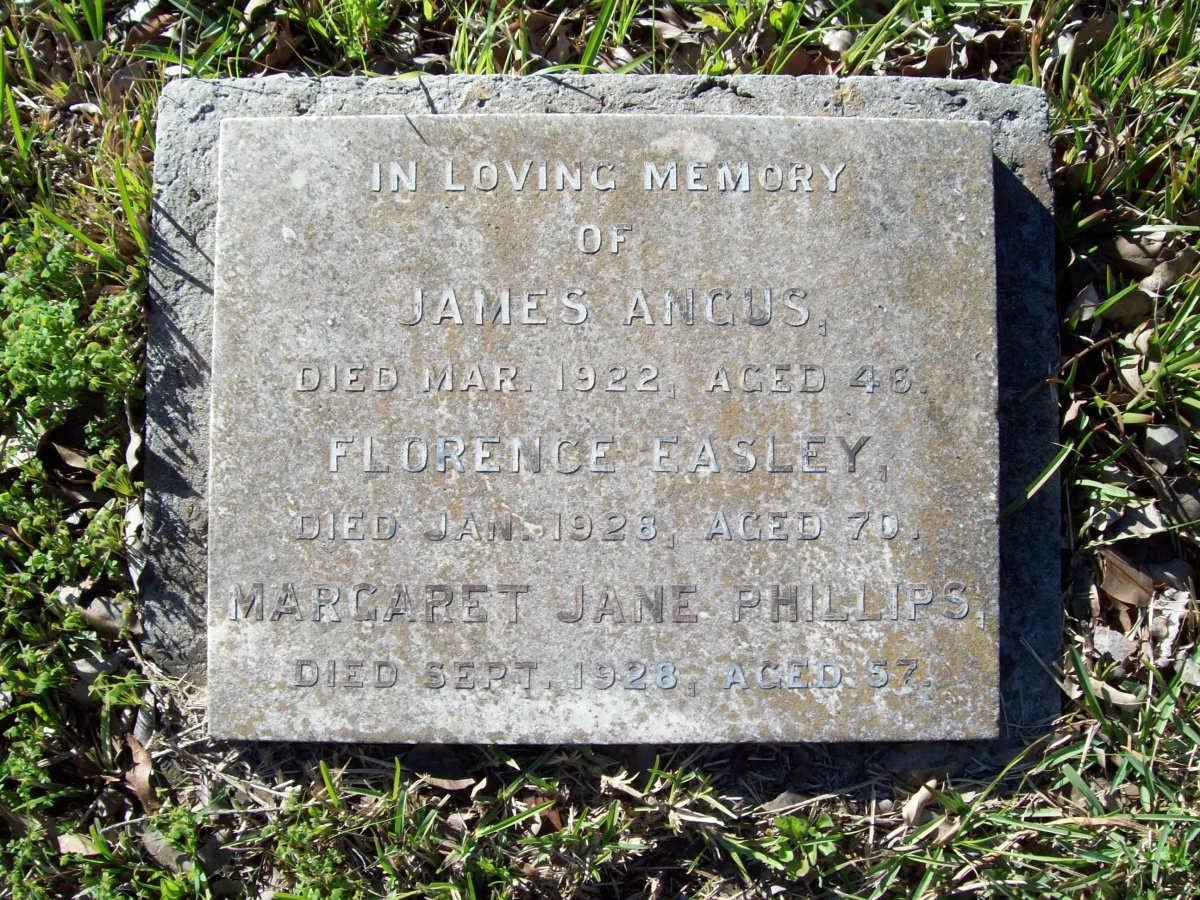 IN LOVING MEMORY
OF
JAMES ANGUS,
DIED MAR. 1922, AGED 46.
FLORENCE EASLEY,
DIED JAN. 1928, AGED 70.
MARGARET JANE PHILLIPS,
DIED SEPT. 1928, AGED 57.